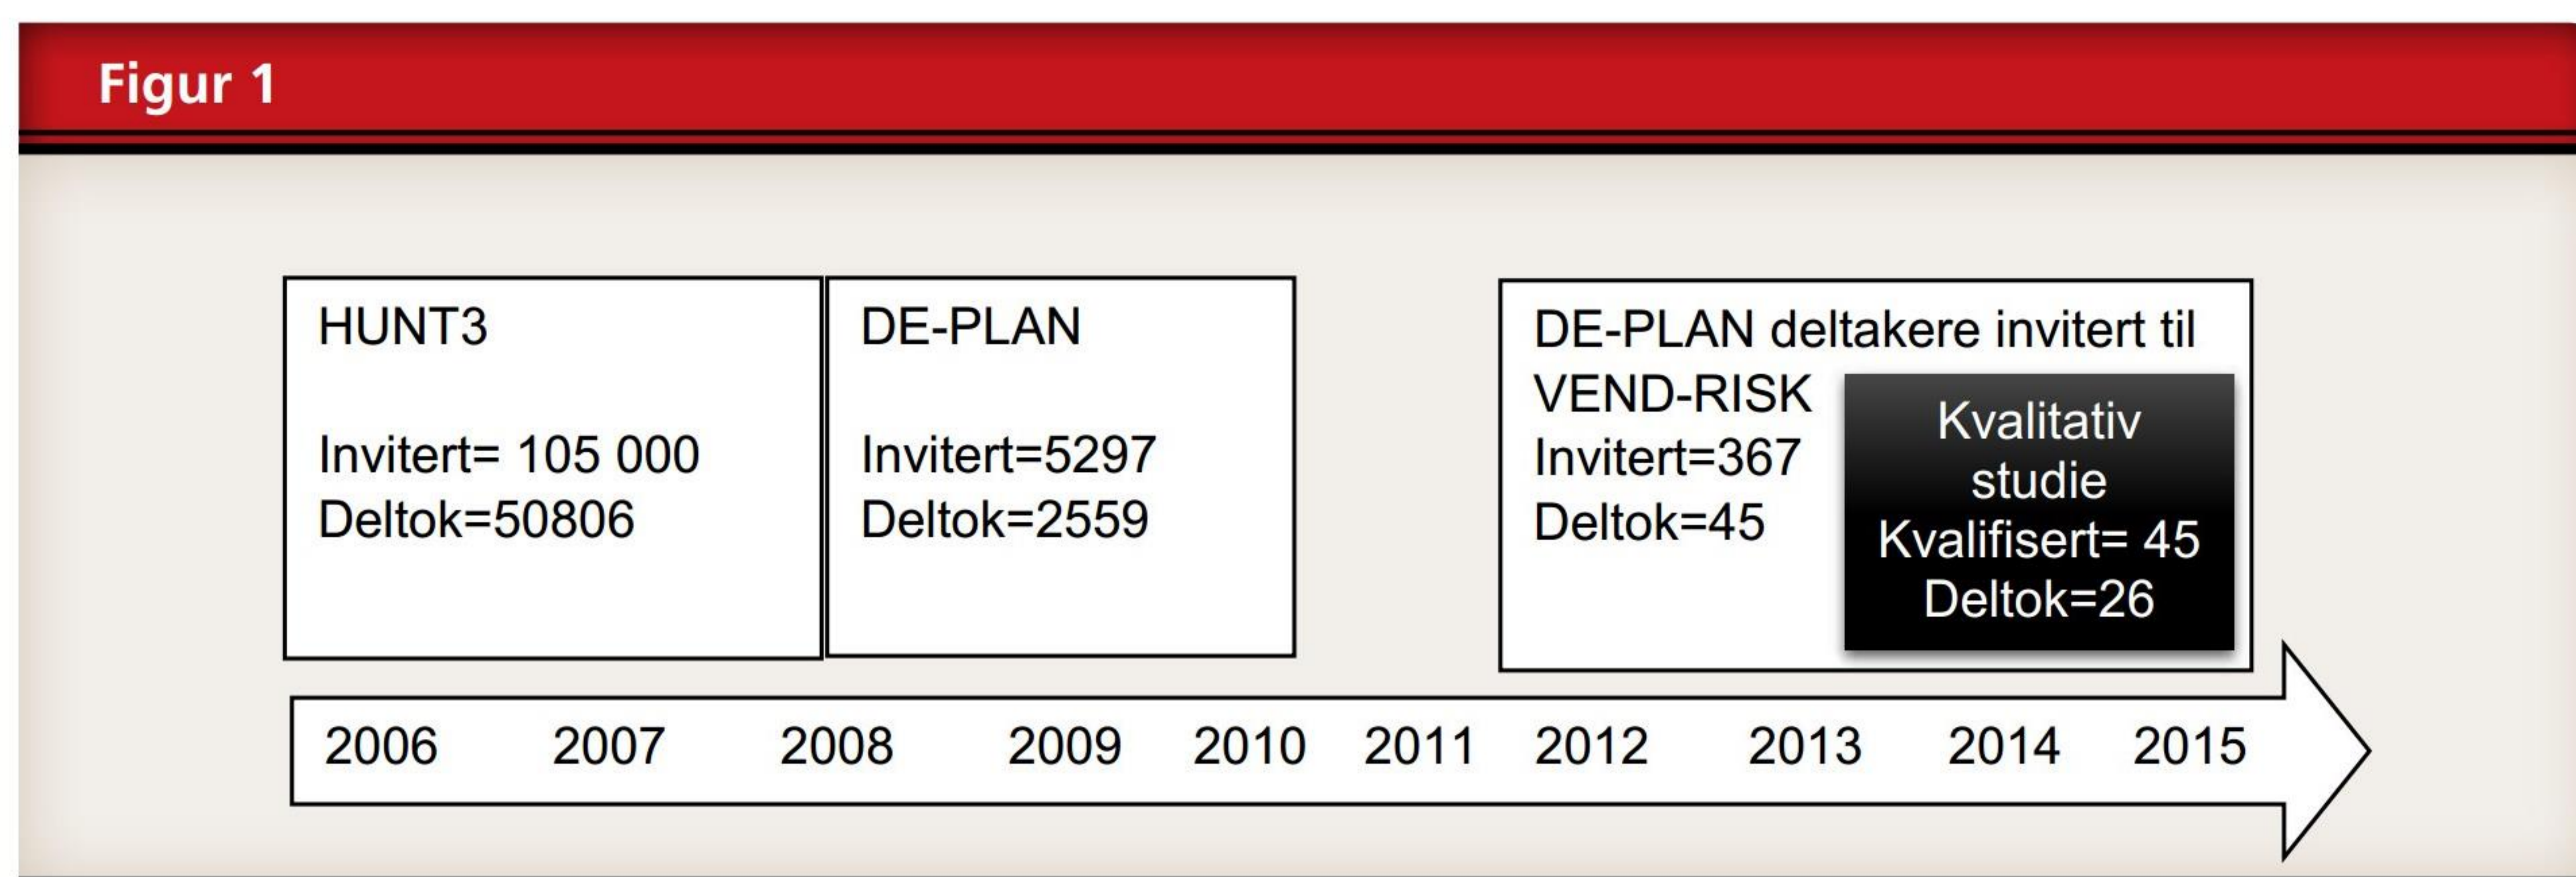 Figur 1
HUNT3
Invitert= 105 000
Deltok=50806
DE-PLAN
Invitert=5297
Deltok=2559
DE-PLAN deltakere invitert til
VEND-RISK
Invitert=367
Deltok=45
Kvalitativ
studie
Kvalifisert= 45
Deltok=26
2006 2007 2008 2009 2010 2011 2012 2013 2014 2015